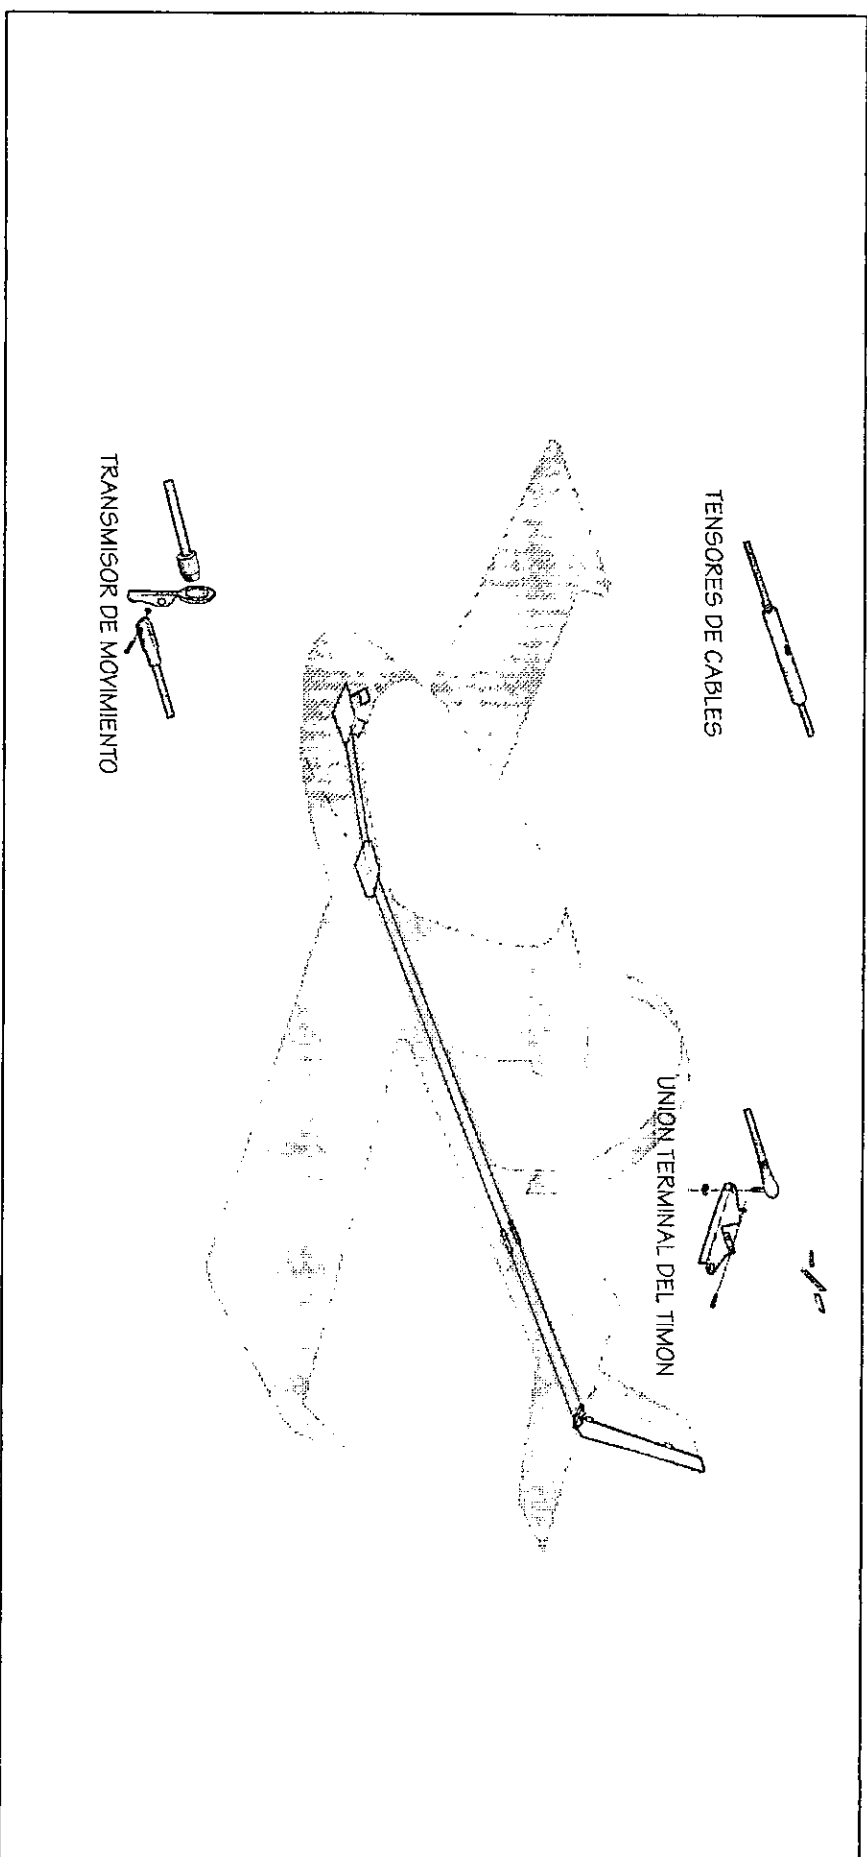 TENSORES DE CABLES
UNION TERMINAL DEL TIMON
TRANSMISOR DE MOVIMIENTO